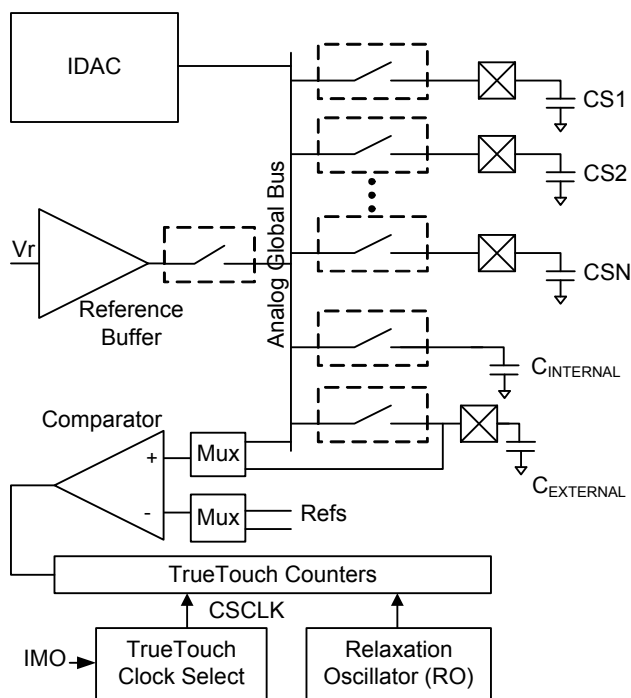 IDAC
CS1
CS2
Analog Global Bus
Vr
Reference
Buffer
CSN
CINTERNAL
Comparator
+
Mux
CEXTERNAL
-
Mux
Refs
TrueTouch Counters
CSCLK
IMO
TrueTouch
Clock Select
Relaxation
Oscillator (RO)